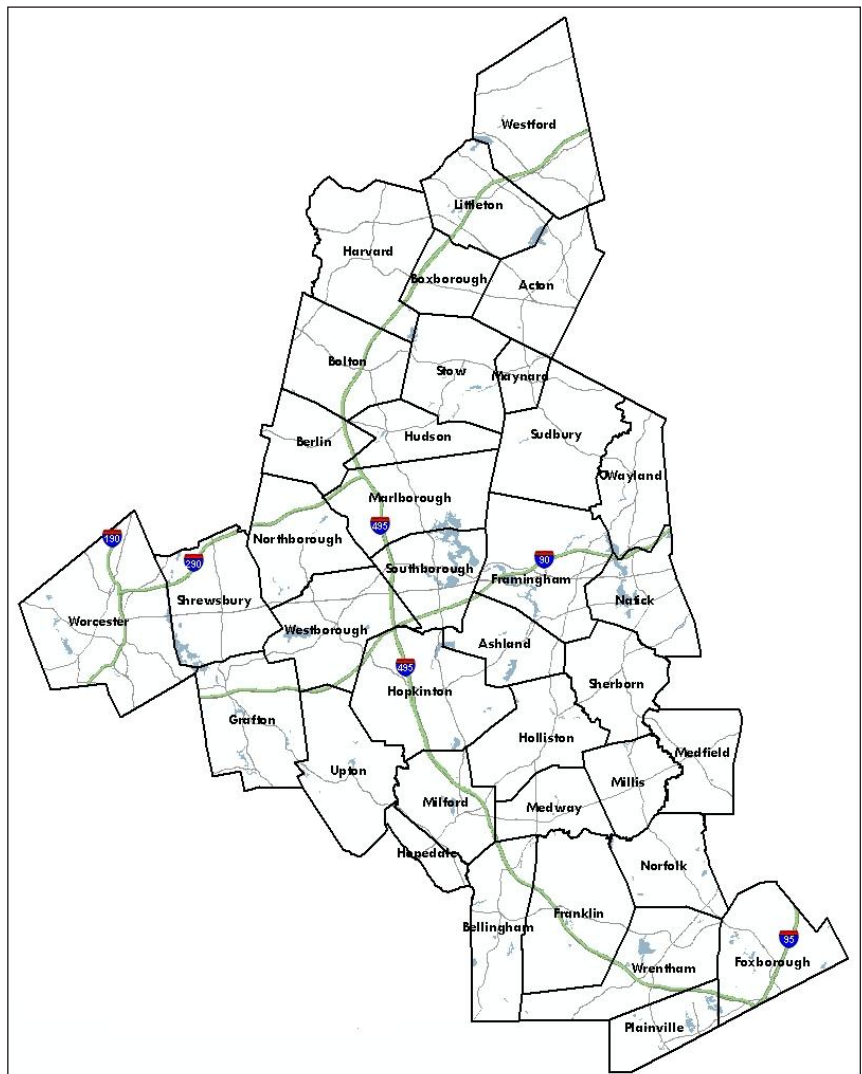 Westford
Littleton
Harvard
Boxborough
Acton
Bolton
Stow
Maynard
Berlin
Hudson
Sudbury
Wayland
Marlborough
495
190
Northborough
290
90
Southborough
Framingham
Shrewsbury
Natick
Worcester
Westborough
Ashland
495
Hopkinton
Sherborn
Grafton
Holliston
Medfield
Upton
Millis
Milford
Medway
Hopedale
Norfolk
Franklin
Bellingham
95
Foxborough
Wrentham
Plainville